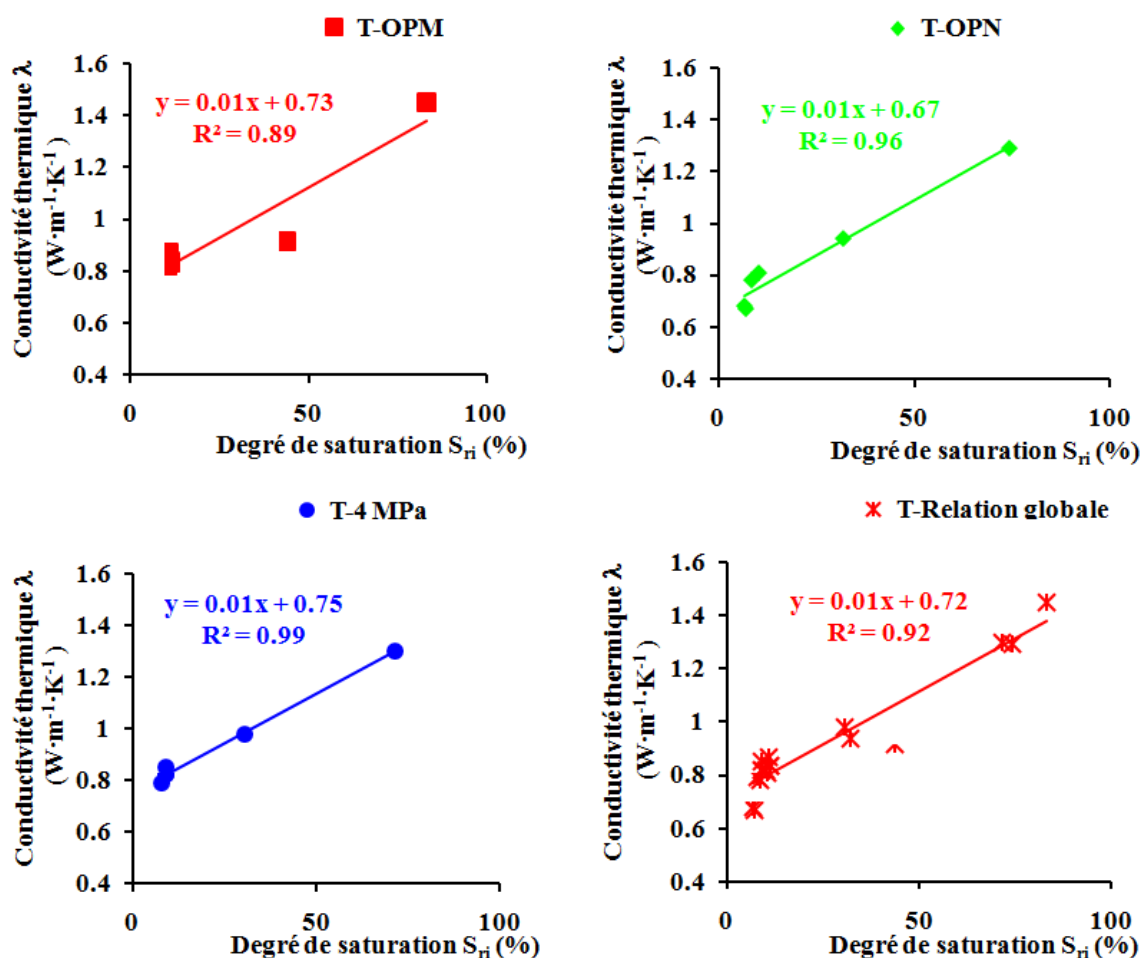 T-OPM
Conductivité thermique λ
(W·m⁻¹·K⁻¹)
1.6
1.4
1.2
1
0.8
0.6
0.4
y = 0.01x + 0.73
R² = 0.89
0
50
100
Degré de saturation Sri (%)
T-OPN
Conductivité thermique λ
(W·m⁻¹·K⁻¹)
1.6
1.4
1.2
1
0.8
0.6
0.4
y = 0.01x + 0.67
R² = 0.96
0
50
100
Degré de saturation Sri (%)
T-4 MPa
Conductivité thermique λ
(W·m⁻¹·K⁻¹)
1.6
1.4
1.2
1
0.8
0.6
0.4
y = 0.01x + 0.75
R² = 0.99
0
50
100
Degré de saturation Sri (%)
T-Relation globale
Conductivité thermique λ
(W·m⁻¹·K⁻¹)
1.6
1.4
1.2
1
0.8
0.6
0.4
y = 0.01x + 0.72
R² = 0.92
0
50
100
Degré de saturation Sri (%)